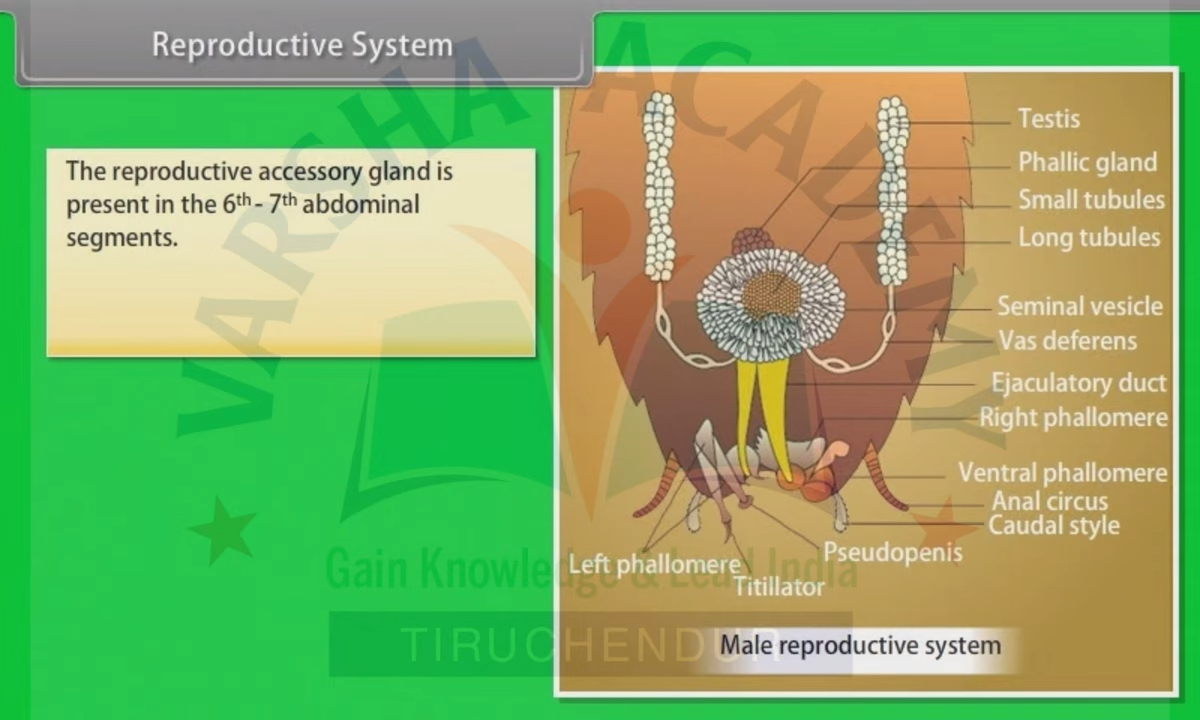 Reproductive System
The reproductive accessory gland is
present in the 6th - 7th abdominal
segments.
Testis
Phallic gland
Small tubules
Long tubules
Seminal vesicle
Vas deferens
Ejaculatory duct
Right phallomere
Ventral phallomere
Anal circus
Caudal style
Pseudopenis
Left phallomere
Titillator
Male reproductive system
VARSHA ACADEMY
Gain Knowledge & Lead India
TIRUCHENDUR